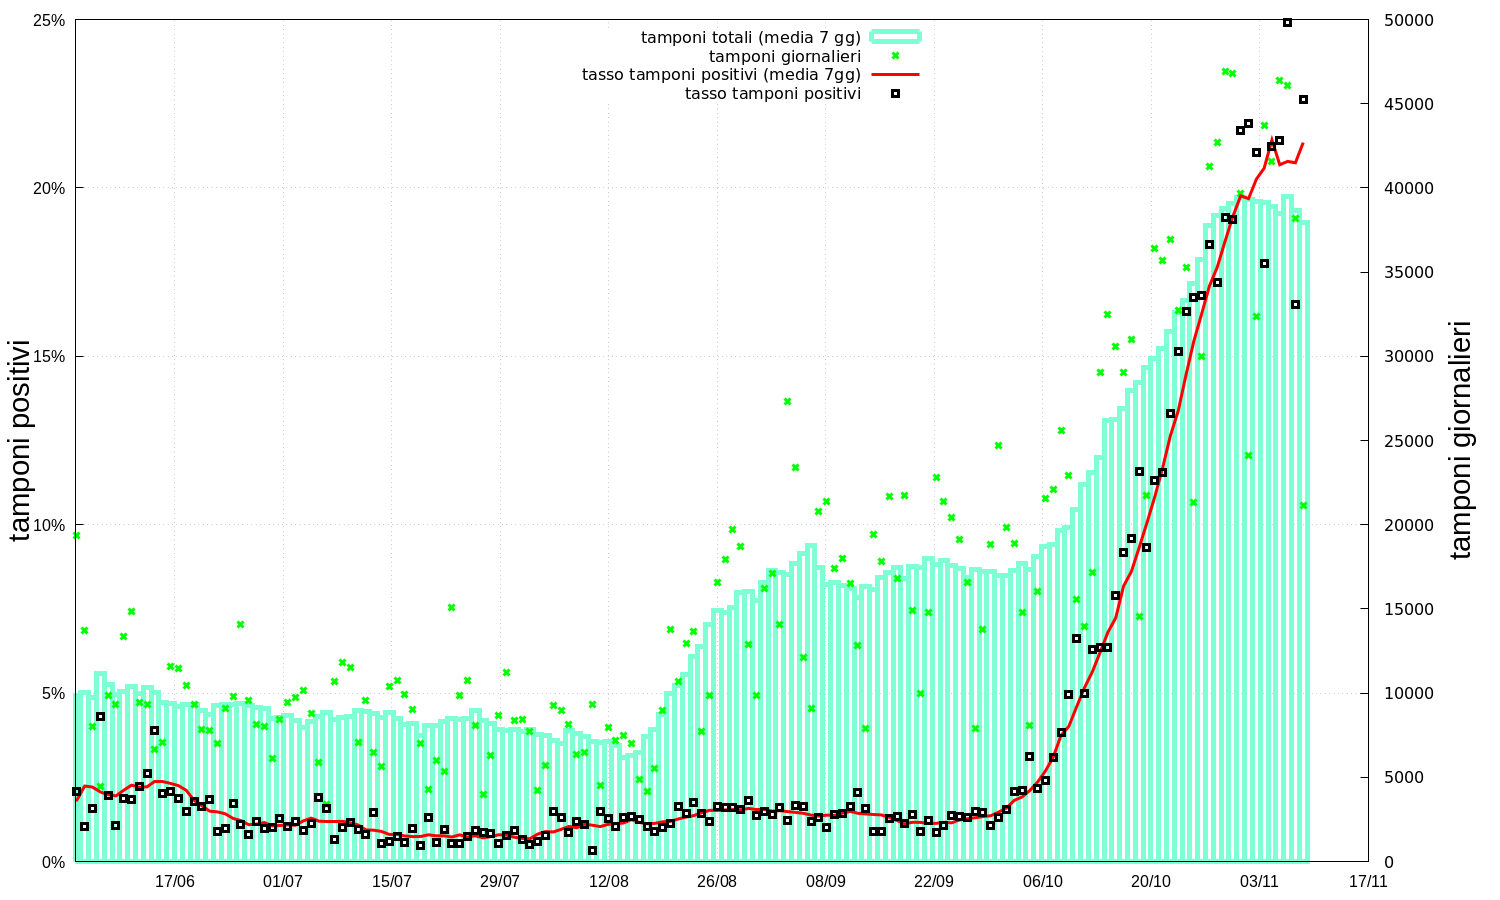 tamponi totali (media 7 gg)
tamponi giornalieri
tasso tamponi positivi (media 7gg)
tasso tamponi positivi
25%
20%
15%
10%
5%
0%
tamponi positivi
50000
45000
40000
35000
30000
25000
20000
15000
10000
5000
0
tamponi giornalieri
17/06 01/07 15/07 29/07 12/08 26/08 08/09 22/09 06/10 20/10 03/11 17/11